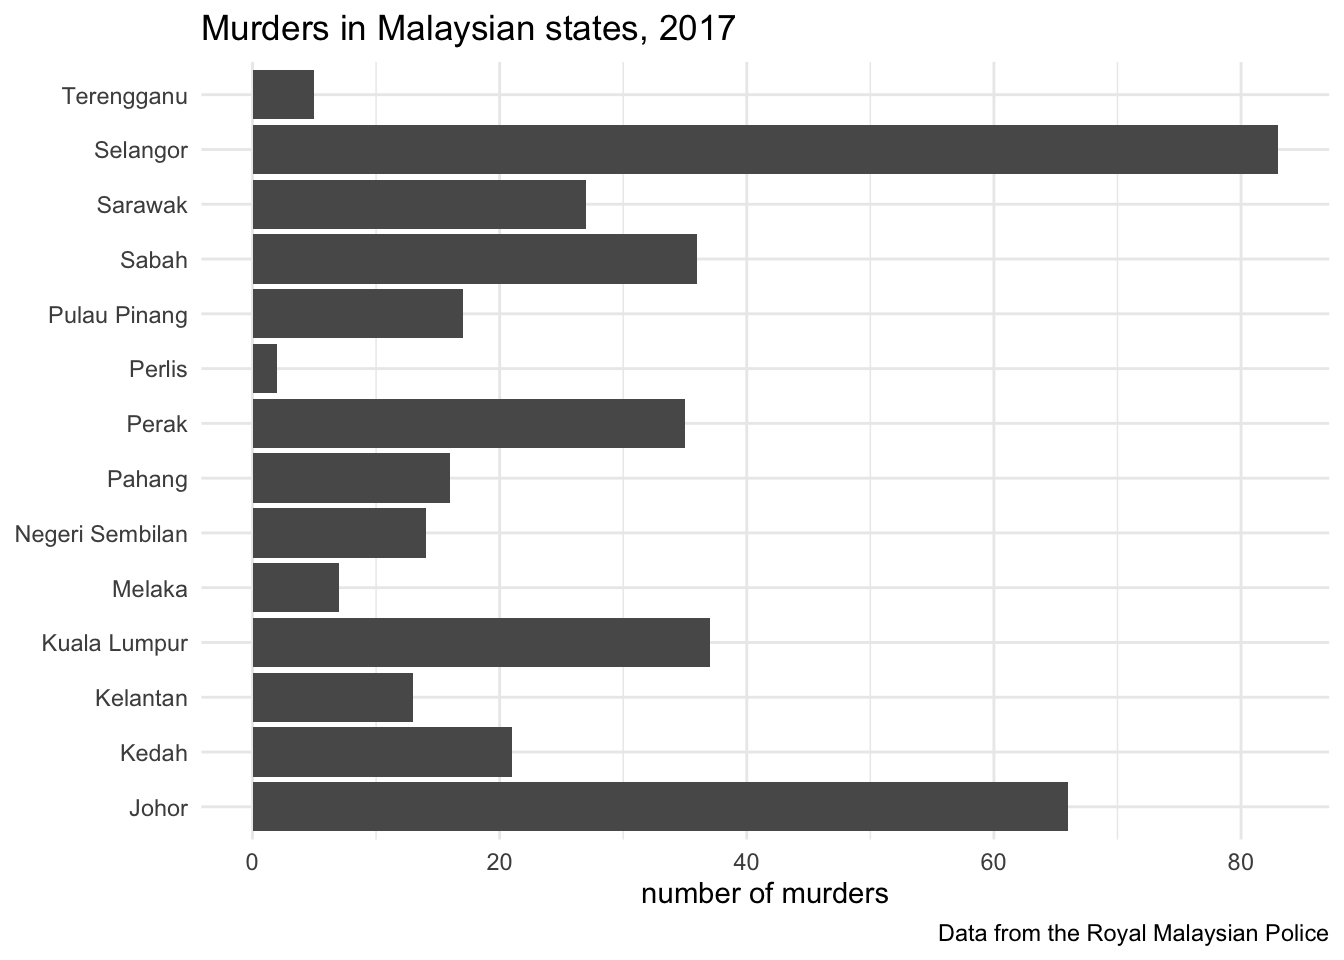 Murders in Malaysian states, 2017
Terengganu
Selangor
Sarawak
Sabah
Pulau Pinang
Perlis
Perak
Pahang
Negeri Sembilan
Melaka
Kuala Lumpur
Kelantan
Kedah
Johor
0 20 40 60 80
number of murders
Data from the Royal Malaysian Police